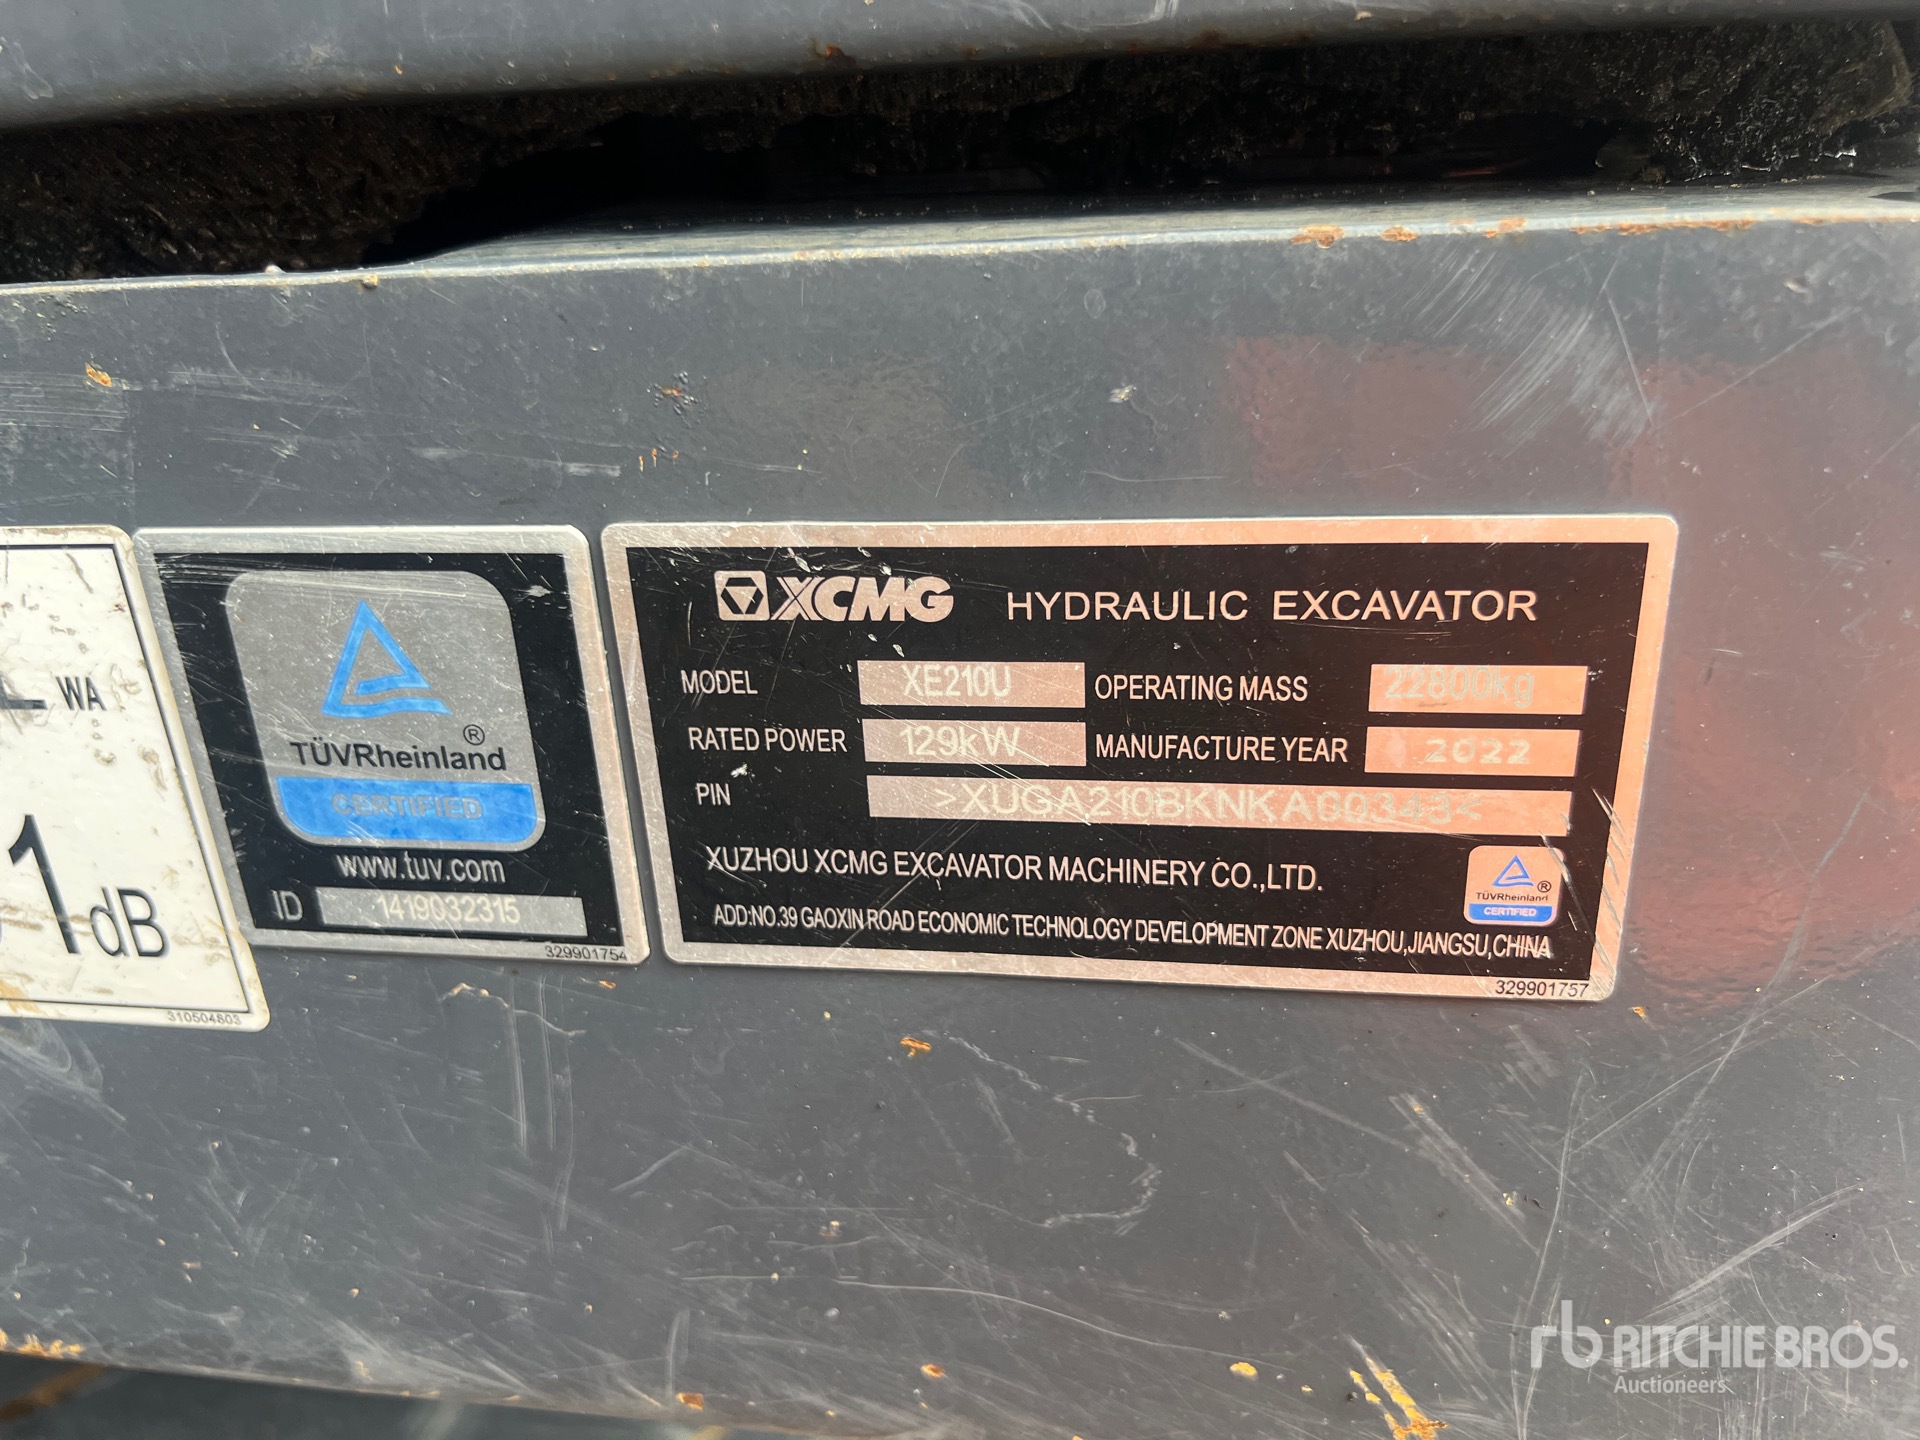 WA
1dB
310504803
TÜVRheinland®
CERTIFIED
www.tuv.com
ID 1419032315
329901754
XCMG HYDRAULIC EXCAVATOR
MODEL XE210U OPERATING MASS 22800kg
RATED POWER 129kW MANUFACTURE YEAR 2022
PIN >XUGA210BKNKA00348<
XUZHOU XCMG EXCAVATOR MACHINERY CO.,LTD.
TÜVRheinland®
CERTIFIED
ADD:NO.39 GAOXIN ROAD ECONOMIC TECHNOLOGY DEVELOPMENT ZONE XUZHOU,JIANGSU,CHINA
329901757
rb RITCHIE BROS.
Auctioneers